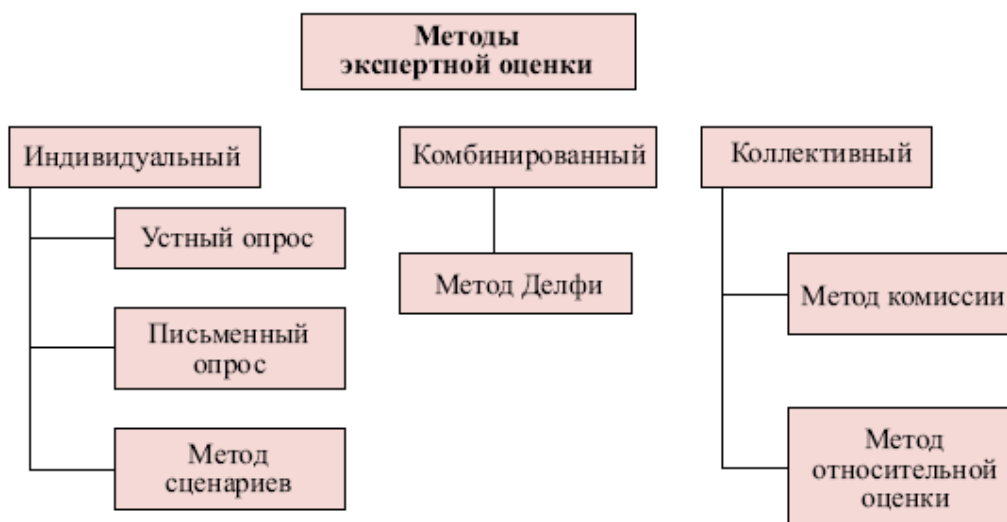 Методы
экспертной оценки
Индивидуальный
Комбинированный
Коллективный
Устный опрос
Письменный
опрос
Метод
сценариев
Метод Делфи
Метод комиссии
Метод
относительной
оценки